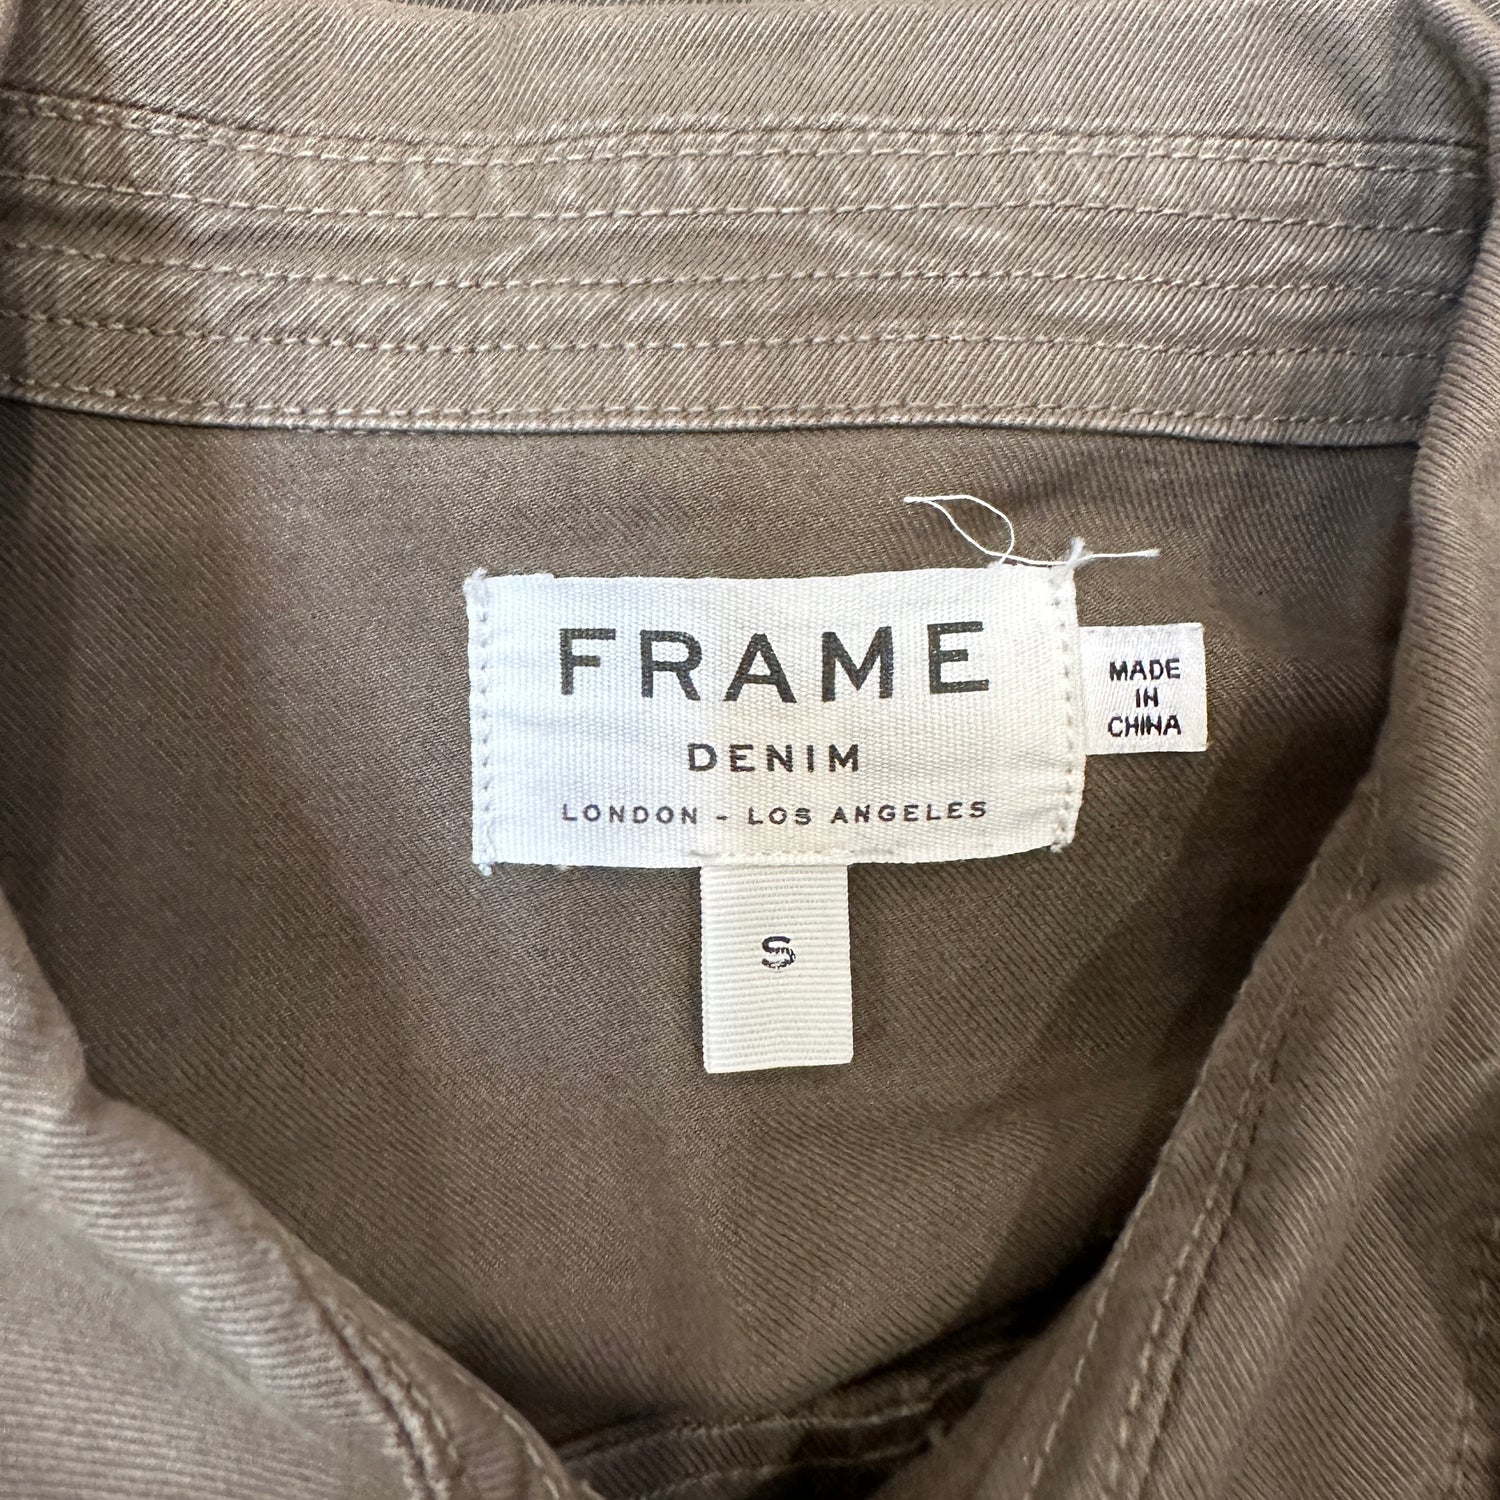 FRAME
DENIM
LONDON - LOS ANGELES
MADE
IN
CHINA
S